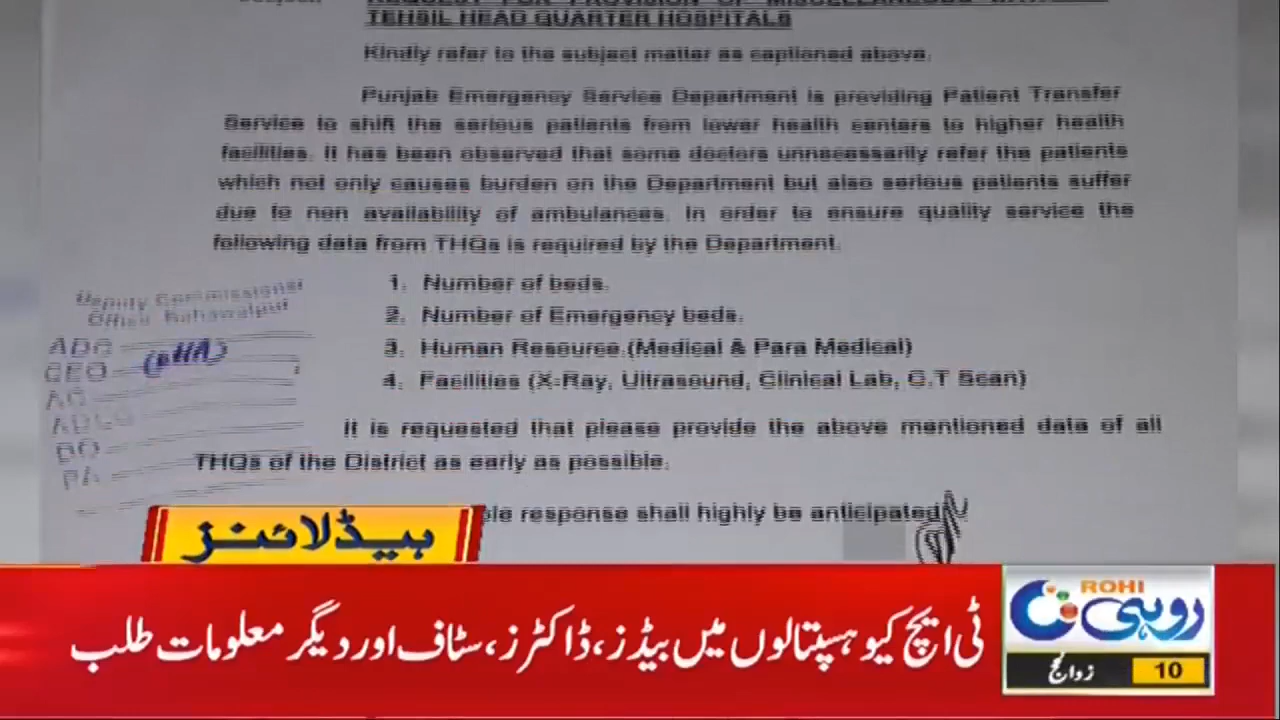 TEHSIL HEAD QUARTER HOSPITALS
Kindly refer to the subject matter as captioned above.
Punjab Emergency Service Department is providing Patient Transfer
Service to shift the serious patients from lower health centers to higher health
facilities. It has been observed that some doctors unnecessarily refer the patients
which not only causes burden on the Department but also serious patients suffer
due to non availability of ambulances. In order to ensure quality service the
following data from THQs is required by the Department.
1. Number of beds.
2. Number of Emergency beds.
3. Human Resource.(Medical & Para Medical)
4. Facilities (X-Ray, Ultrasound, Clinical Lab, C.T Scan)
Deputy Commissioner
Office Bahawalpur
ADC
CEO (DHA)
AC
DO
PA
It is requested that please provide the above mentioned data of all
THQs of the District as early as possible.
response shall highly be anticipated
ہیڈلائنز
ٹی ایچ کیو ہسپتالوں میں بیڈز، ڈاکٹرز، سٹاف اور دیگر معلومات طلب
ROHI
روہی
10